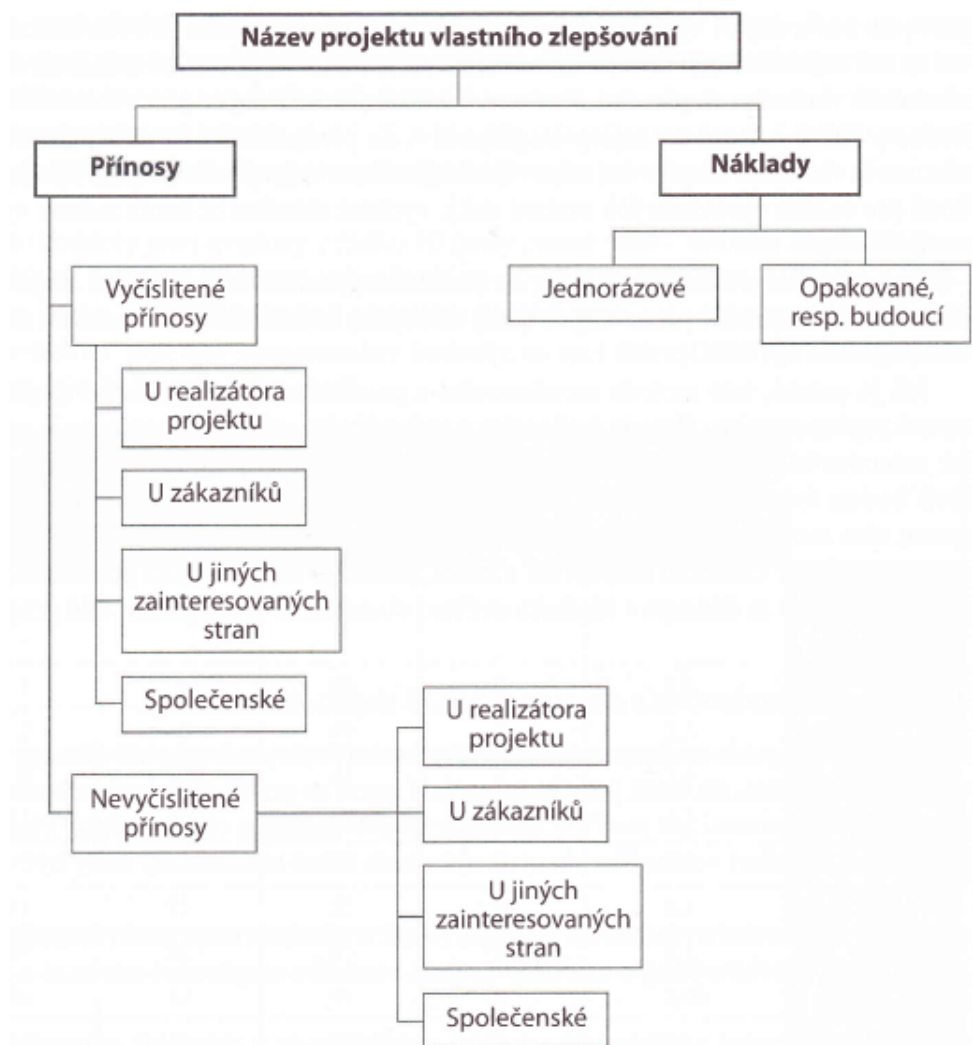 Název projektu vlastního zlepšování
Přínosy
Náklady
Vyčíslitené
přínosy
Jednorázové
Opakované,
resp. budoucí
U realizátora
projektu
U zákazníků
U jiných
zainteresovaných
stran
Společenské
Nevyčíslitené
přínosy
U realizátora
projektu
U zákazníků
U jiných
zainteresovaných
stran
Společenské